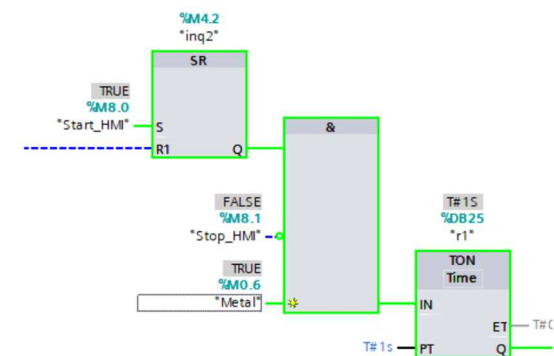 %M4.2
"inq2"
SR
TRUE
%M8.0
"Start_HMI"
S
R1
Q
&
FALSE
%M8.1
"Stop_HMI"
TRUE
%M0.6
"Metal"
T#1S
%DB25
"r1"
TON
Time
IN
ET
T#1s
PT
Q